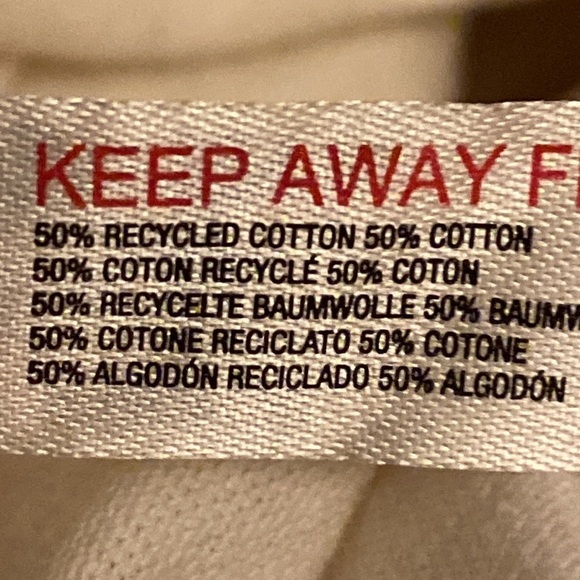 KEEP AWAY
50% RECYCLED COTTON 50% COTTON
50% COTON RECYCLÉ 50% COTON
50% RECYCELTE BAUMWOLLE 50%
50% COTONE RECICLATO 50% COTONE
50% ALGODÓN RECICLADO 50% ALGODÓN